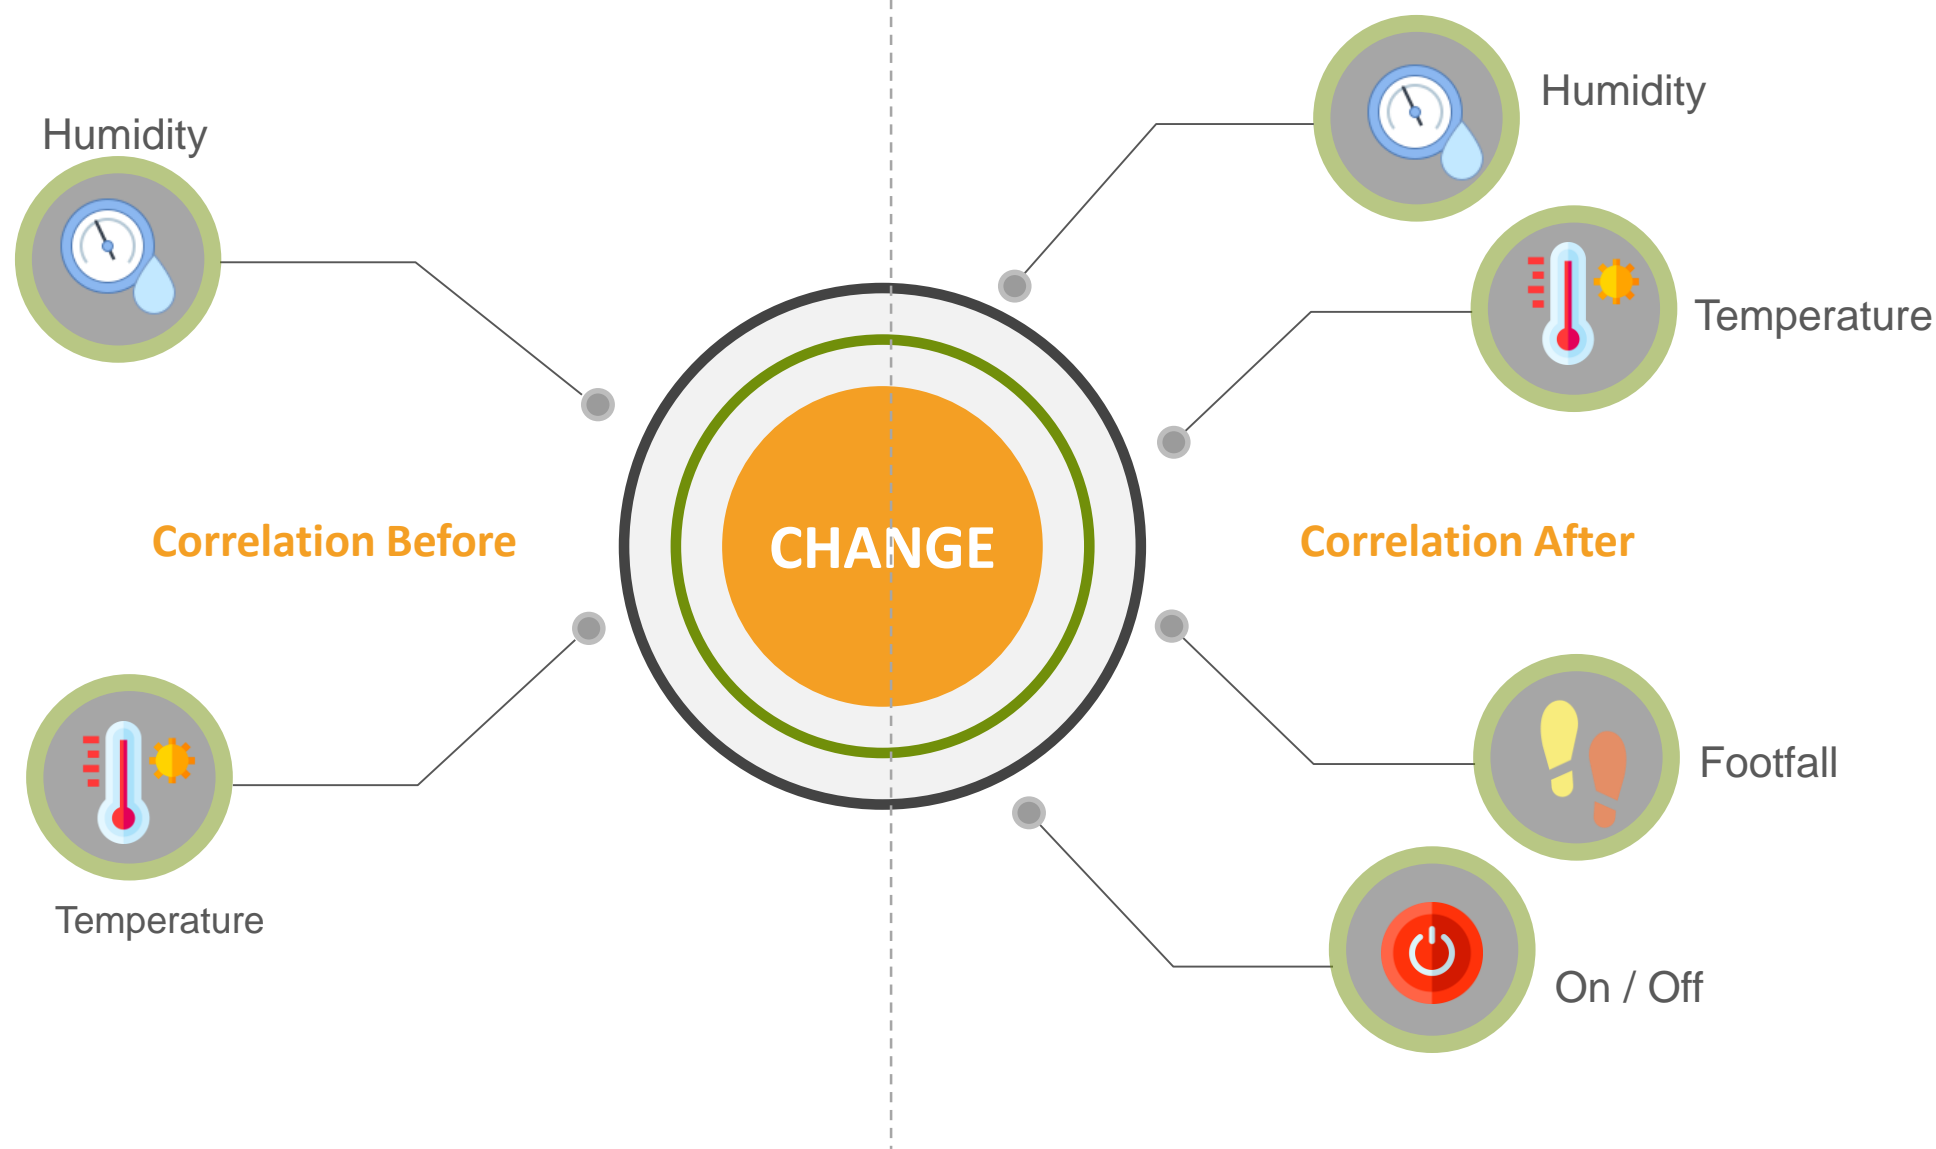 Humidity
Correlation Before
Temperature
CHANGE
Humidity
Temperature
Correlation After
Footfall
On / Off